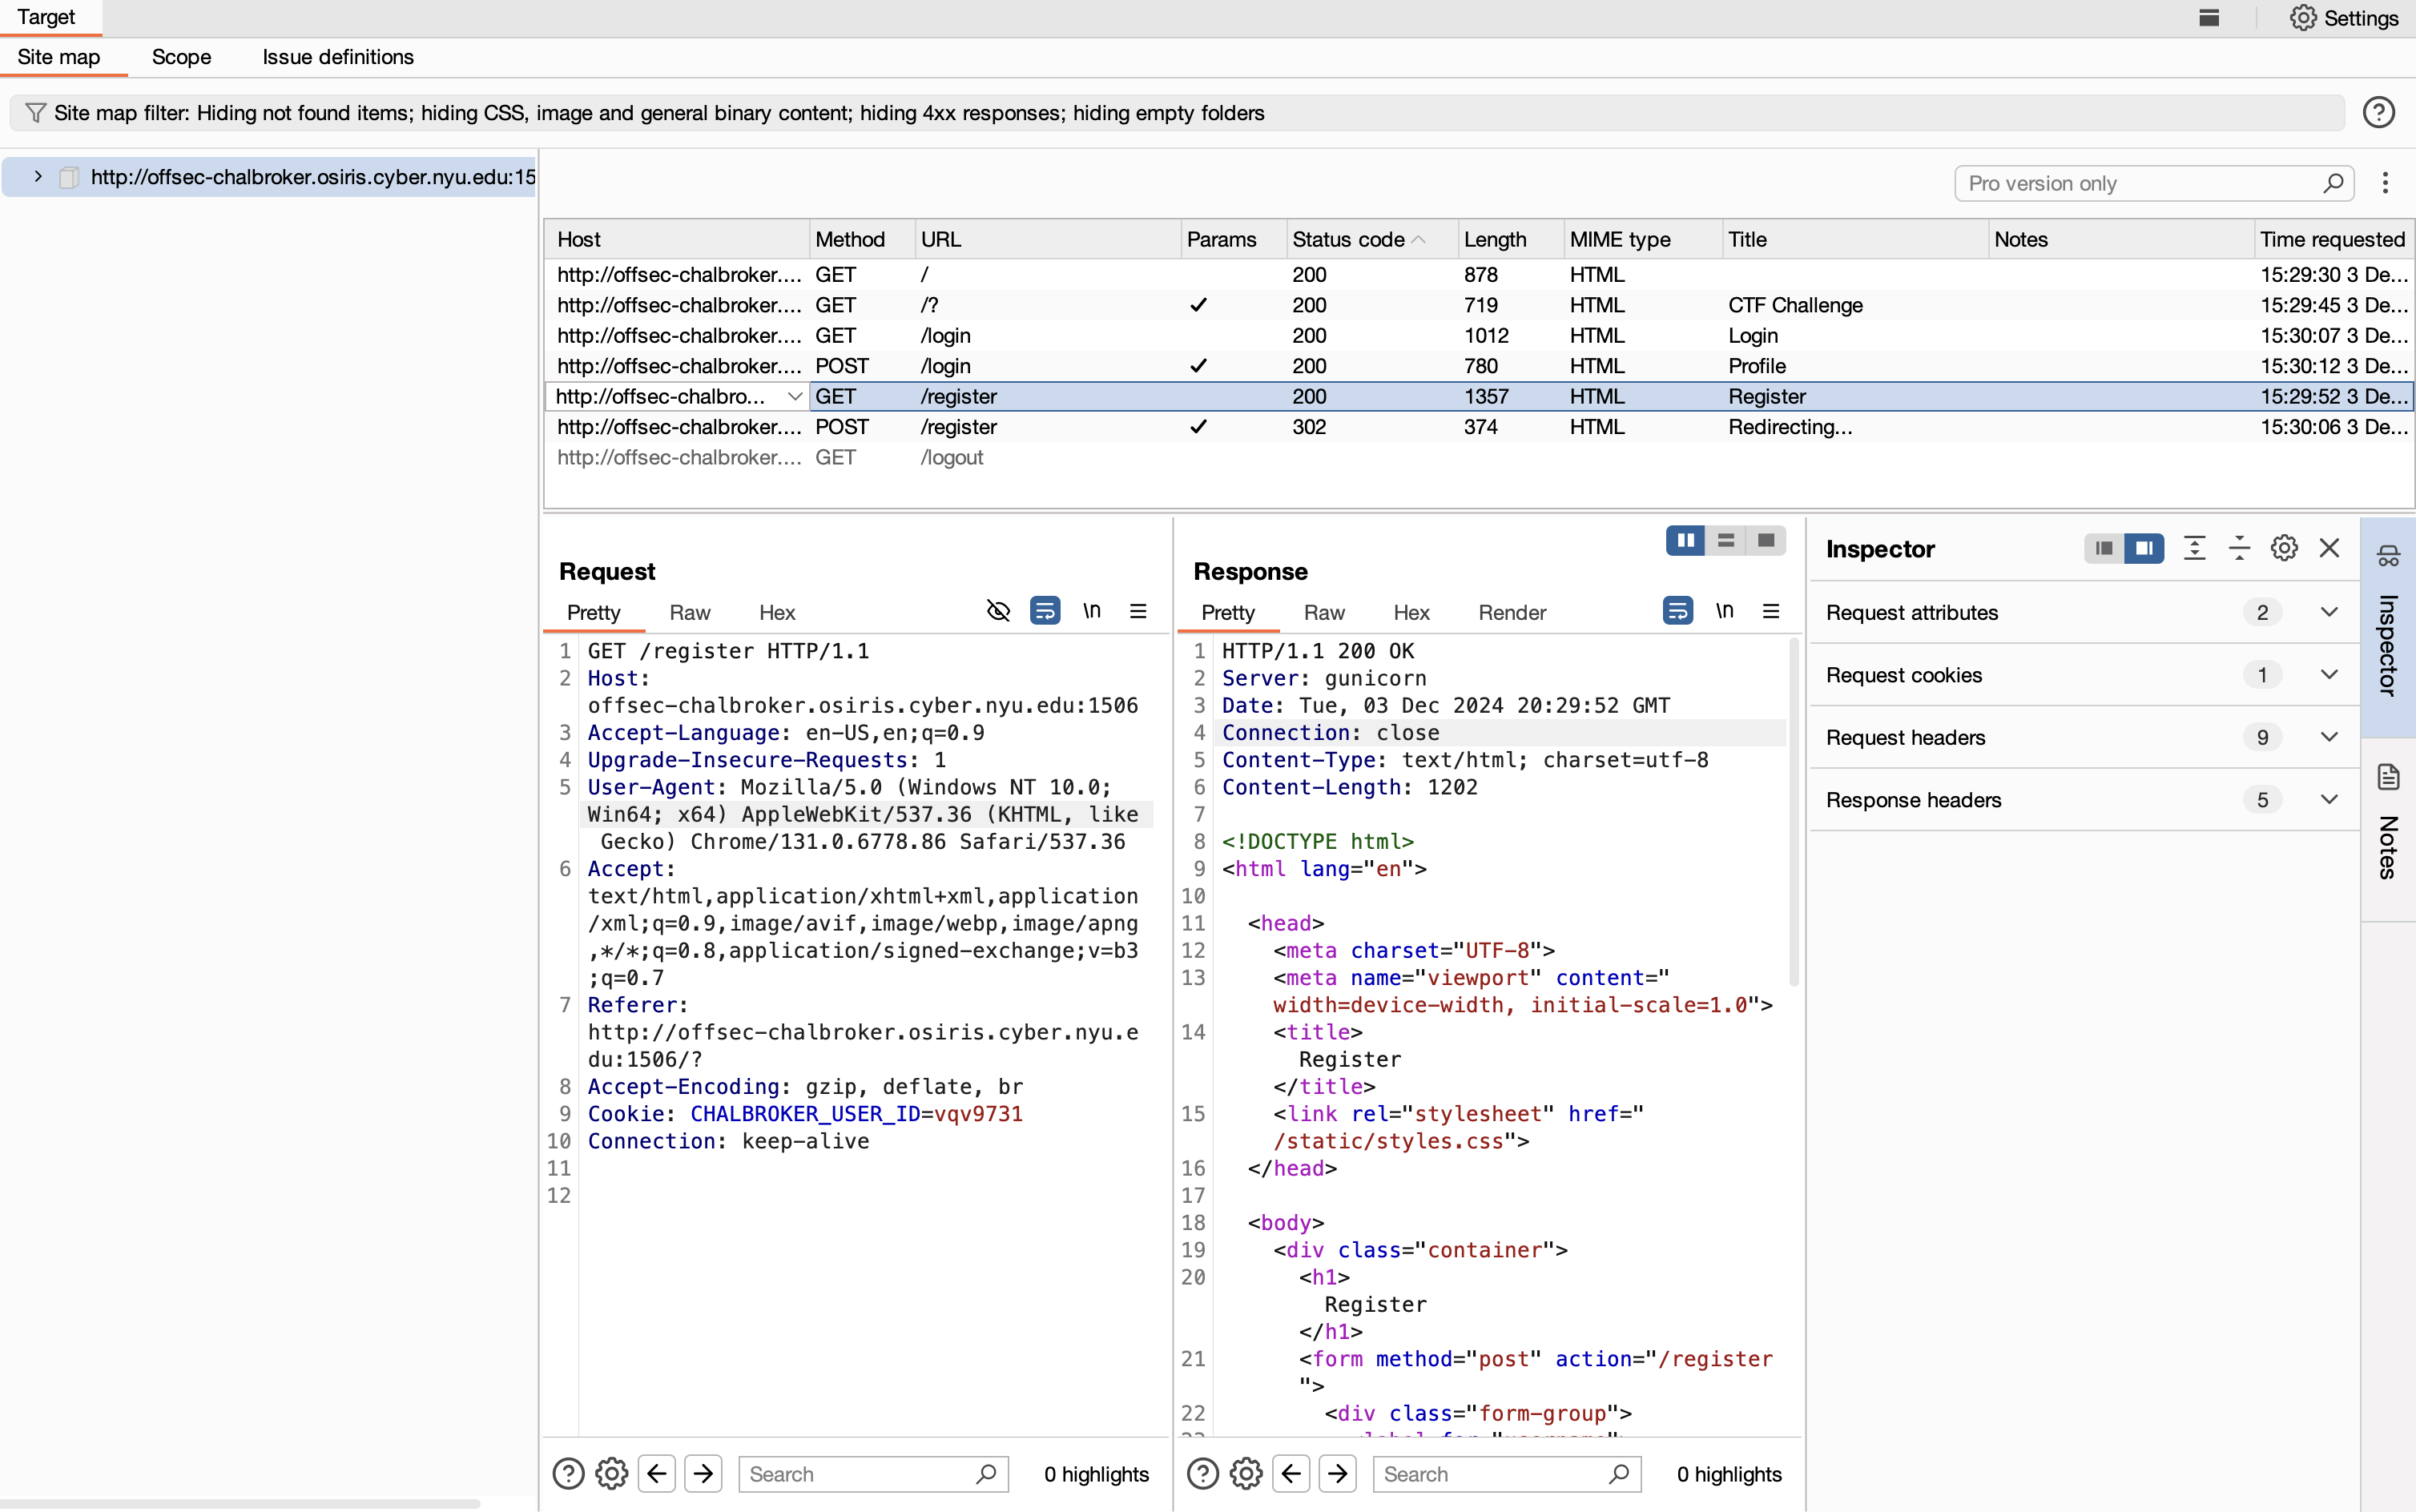 Target
Settings
Site map Scope Issue definitions
Site map filter: Hiding not found items; hiding CSS, image and general binary content; hiding 4xx responses; hiding empty folders
http://offsec-chalbroker.osiris.cyber.nyu.edu:15
Pro version only
Host Method URL Params Status code Length MIME type Title Notes Time requested
http://offsec-chalbroker.... GET / 200 878 HTML 15:29:30 3 De...
http://offsec-chalbroker.... GET /? ✓ 200 719 HTML CTF Challenge 15:29:45 3 De...
http://offsec-chalbroker.... GET /login 200 1012 HTML Login 15:30:07 3 De...
http://offsec-chalbroker.... POST /login ✓ 200 780 HTML Profile 15:30:12 3 De...
http://offsec-chalbro... GET /register 200 1357 HTML Register 15:29:52 3 De...
http://offsec-chalbroker.... POST /register ✓ 302 374 HTML Redirecting... 15:30:06 3 De...
http://offsec-chalbroker.... GET /logout
Request
Pretty Raw Hex \n
1 GET /register HTTP/1.1
2 Host:
offsec-chalbroker.osiris.cyber.nyu.edu:1506
3 Accept-Language: en-US,en;q=0.9
4 Upgrade-Insecure-Requests: 1
5 User-Agent: Mozilla/5.0 (Windows NT 10.0;
Win64; x64) AppleWebKit/537.36 (KHTML, like
Gecko) Chrome/131.0.6778.86 Safari/537.36
6 Accept:
text/html,application/xhtml+xml,application
/xml;q=0.9,image/avif,image/webp,image/apng
,*/*;q=0.8,application/signed-exchange;v=b3
;q=0.7
7 Referer:
http://offsec-chalbroker.osiris.cyber.nyu.e
du:1506/?
8 Accept-Encoding: gzip, deflate, br
9 Cookie: CHALBROKER_USER_ID=vqv9731
10 Connection: keep-alive
11
12
Search
0 highlights
Response
Pretty Raw Hex Render \n
1 HTTP/1.1 200 OK
2 Server: gunicorn
3 Date: Tue, 03 Dec 2024 20:29:52 GMT
4 Connection: close
5 Content-Type: text/html; charset=utf-8
6 Content-Length: 1202
7
8 <!DOCTYPE html>
9 <html lang="en">
10
11 <head>
12 <meta charset="UTF-8">
13 <meta name="viewport" content="
width=device-width, initial-scale=1.0">
14 <title>
Register
</title>
15 <link rel="stylesheet" href="
/static/styles.css">
16 </head>
17
18 <body>
19 <div class="container">
20 <h1>
Register
</h1>
21 <form method="post" action="/register
">
22 <div class="form-group">
Search
0 highlights
Inspector
Request attributes 2
Request cookies 1
Request headers 9
Response headers 5
Inspector
Notes